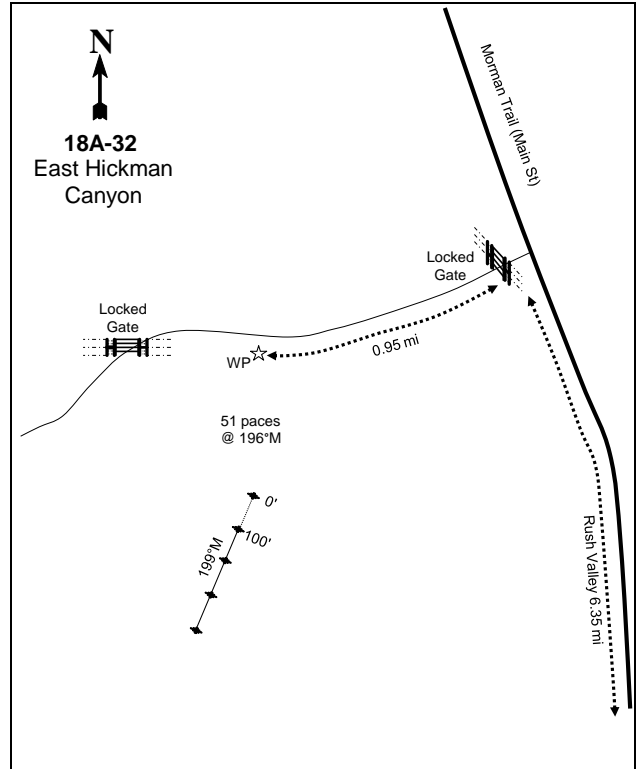 N
18A-32
East Hickman
Canyon
Morman Trail (Main St)
Locked
Gate
Locked
Gate
WP
0.95 mi
51 paces
@ 196°M
0'
100'
199°M
Rush Valley 6.35 mi